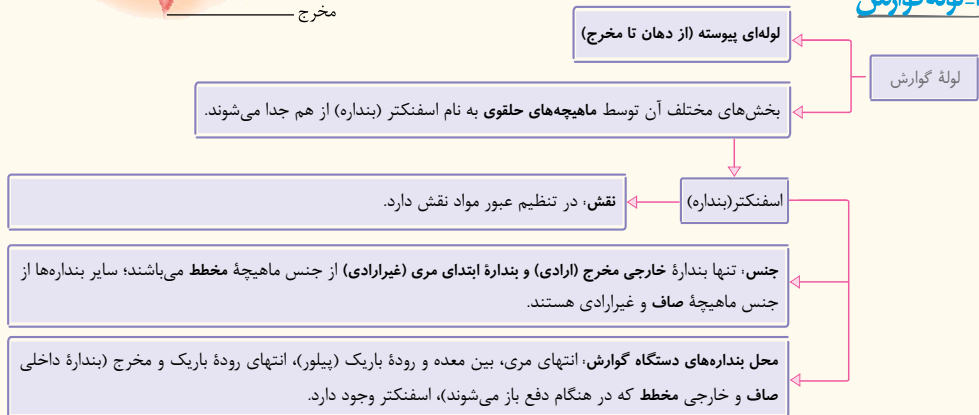 مخرج
لوله‌ای پیوسته (از دهان تا مخرج)
لولهٔ گوارش
بخش‌های مختلف آن توسط ماهیچه‌های حلقوی به نام اسفنکتر (بنداره) از هم جدا می‌شوند.
اسفنکتر(بنداره)
نقش: در تنظیم عبور مواد نقش دارد.
جنس: تنها بندارهٔ خارجی مخرج (ارادی) و بندارهٔ ابتدای مری (غیرارادی) از جنس ماهیچهٔ مخطط می‌باشند؛ سایر بنداره‌ها از
جنس ماهیچهٔ صاف و غیرارادی هستند.
محل بنداره‌های دستگاه گوارش: انتهای مری، بین معده و رودهٔ باریک (پیلور)، انتهای رودهٔ باریک و مخرج (بندارهٔ داخلی
صاف و خارجی مخطط که در هنگام دفع باز می‌شوند)، اسفنکتر وجود دارد.